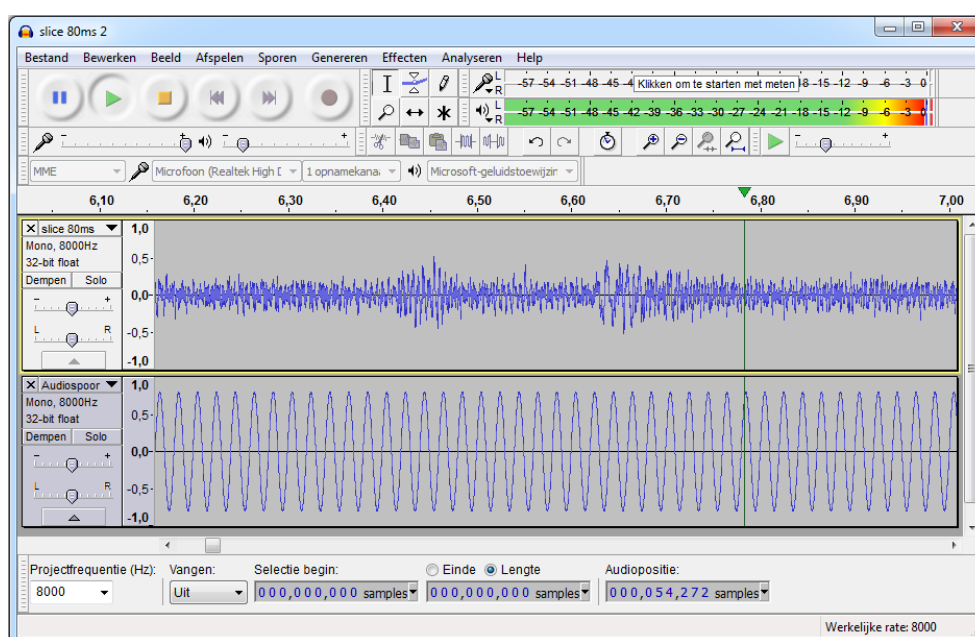 slice 80ms 2
Bestand Bewerken Beeld Afspelen Sporen Genereren Effecten Analyseren Help
L R -57 -54 -51 -48 -45 -4 Klikken om te starten met meten 8 -15 -12 -9 -6 -3 0
L R -57 -54 -51 -48 -45 -42 -39 -36 -33 -30 -27 -24 -21 -18 -15 -12 -9 -6 -3 0
- + - + - +
MME Microfoon (Realtek High D 1 opnamekana Microsoft-geluidstoewijzin
6,10 6,20 6,30 6,40 6,50 6,60 6,70 6,80 6,90 7,00
X slice 80ms 1,0
Mono, 8000Hz
32-bit float 0,5-
Dempen Solo
- + 0,0-
L R -0,5-
-1,0
X Audiospoor 1,0
Mono, 8000Hz
32-bit float 0,5-
Dempen Solo
- + 0,0-
L R -0,5-
-1,0
Projectfrequentie (Hz): Vangen: Selectie begin: Einde Lengte Audiopositie:
8000 Uit 000,000,000 samples 000,000,000 samples 000,054,272 samples
Werkelijke rate: 8000